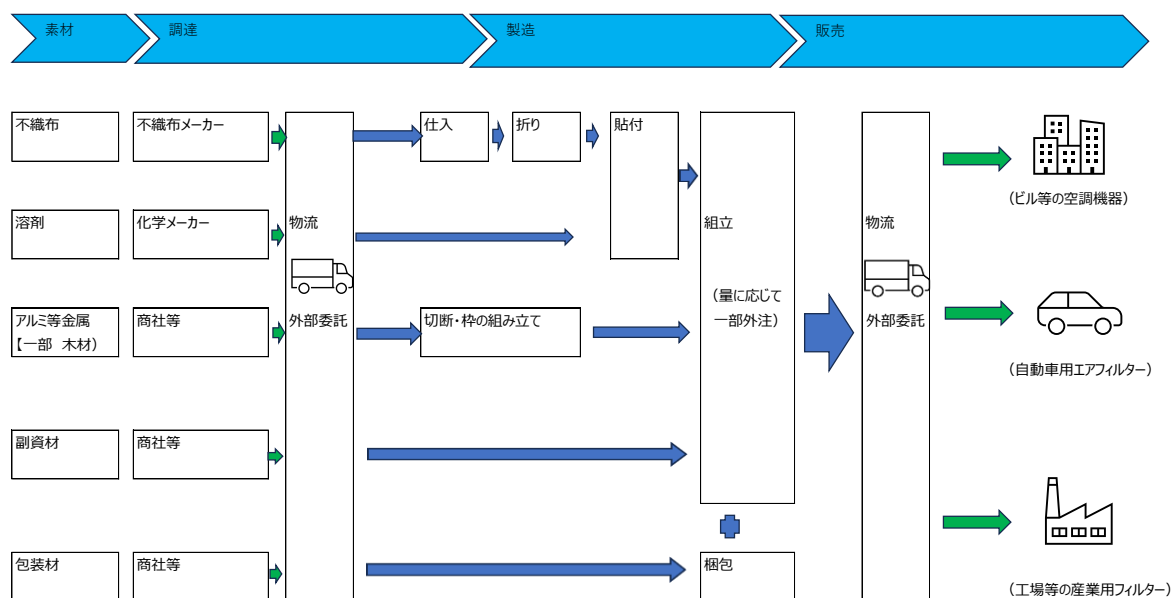 素材
調達
製造
販売
不織布
不織布メーカー
仕入
折り
貼付
(ビル等の空調機器)
溶剤
化学メーカー
物流
組立
物流
アルミ等金属
【一部 木材)
商社等
外部委託
切断・枠の組み立て
(量に応じて
一部外注)
外部委託
(自動車用エアフィルター)
副資材
商社等
包装材
商社等
梱包
(工場等の産業用フィルター)